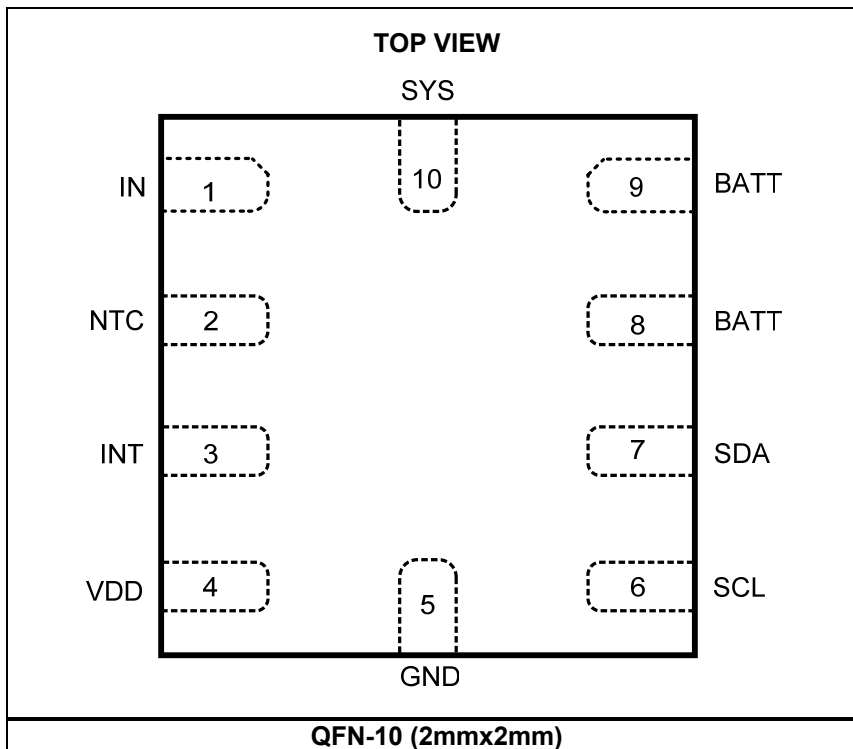 TOP VIEW
SYS
IN 1 10 9 BATT
NTC 2 8 BATT
INT 3 7 SDA
VDD 4 5 6 SCL
GND
QFN-10 (2mmx2mm)